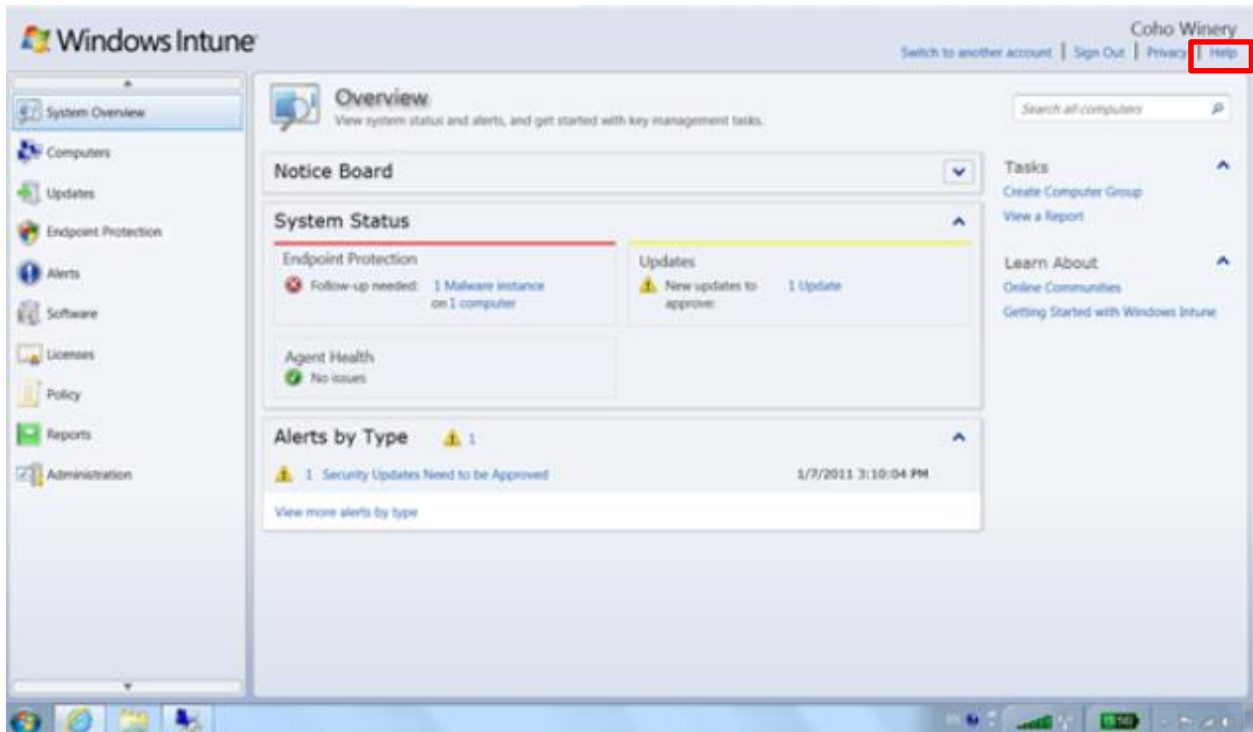 Windows Intune
Coho Winery
Switch to another account | Sign Out | Privacy | Help
System Overview
Computers
Updates
Endpoint Protection
Alerts
Software
Licenses
Policy
Reports
Administration
Overview
View system status and alerts, and get started with key management tasks.
Search all computers
Notice Board
System Status
Endpoint Protection
Follow-up needed: 1 Malware instance
on 1 computer
Updates
New updates to 1 Update
approve:
Agent Health
No issues
Alerts by Type 1
1 Security Updates Need to be Approved 1/7/2011 3:10:04 PM
View more alerts by type
Tasks
Create Computer Group
View a Report
Learn About
Online Communities
Getting Started with Windows Intune